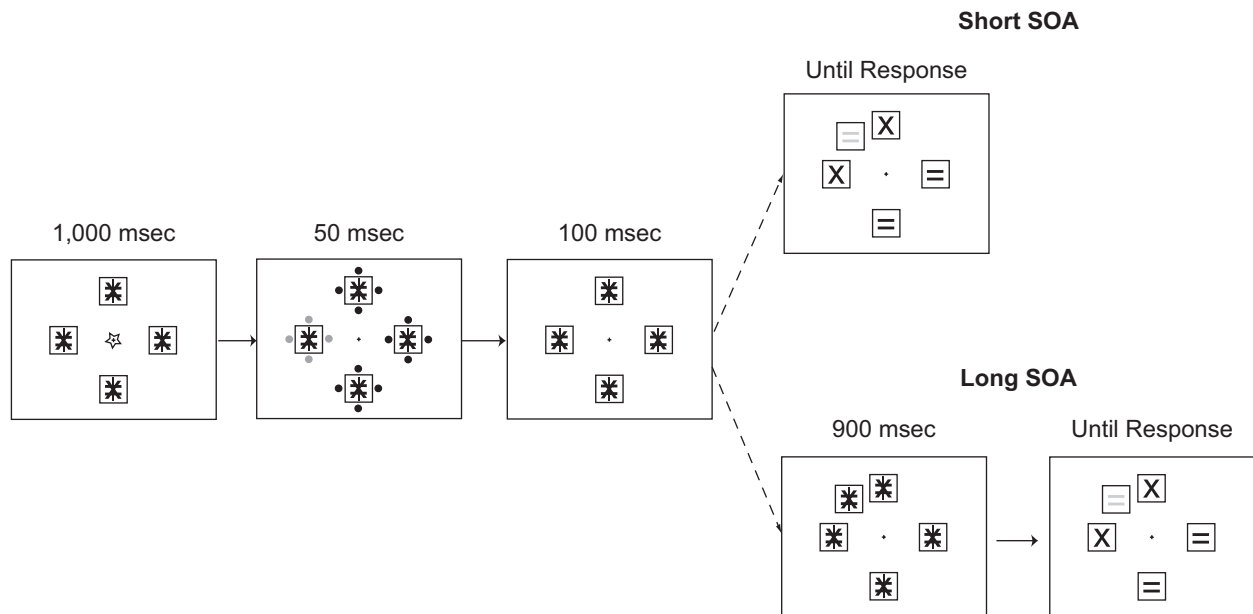 Short SOA
Until Response
X
=
X
=
=
1,000 msec
50 msec
100 msec
Long SOA
900 msec
Until Response
X
=
X
=
=